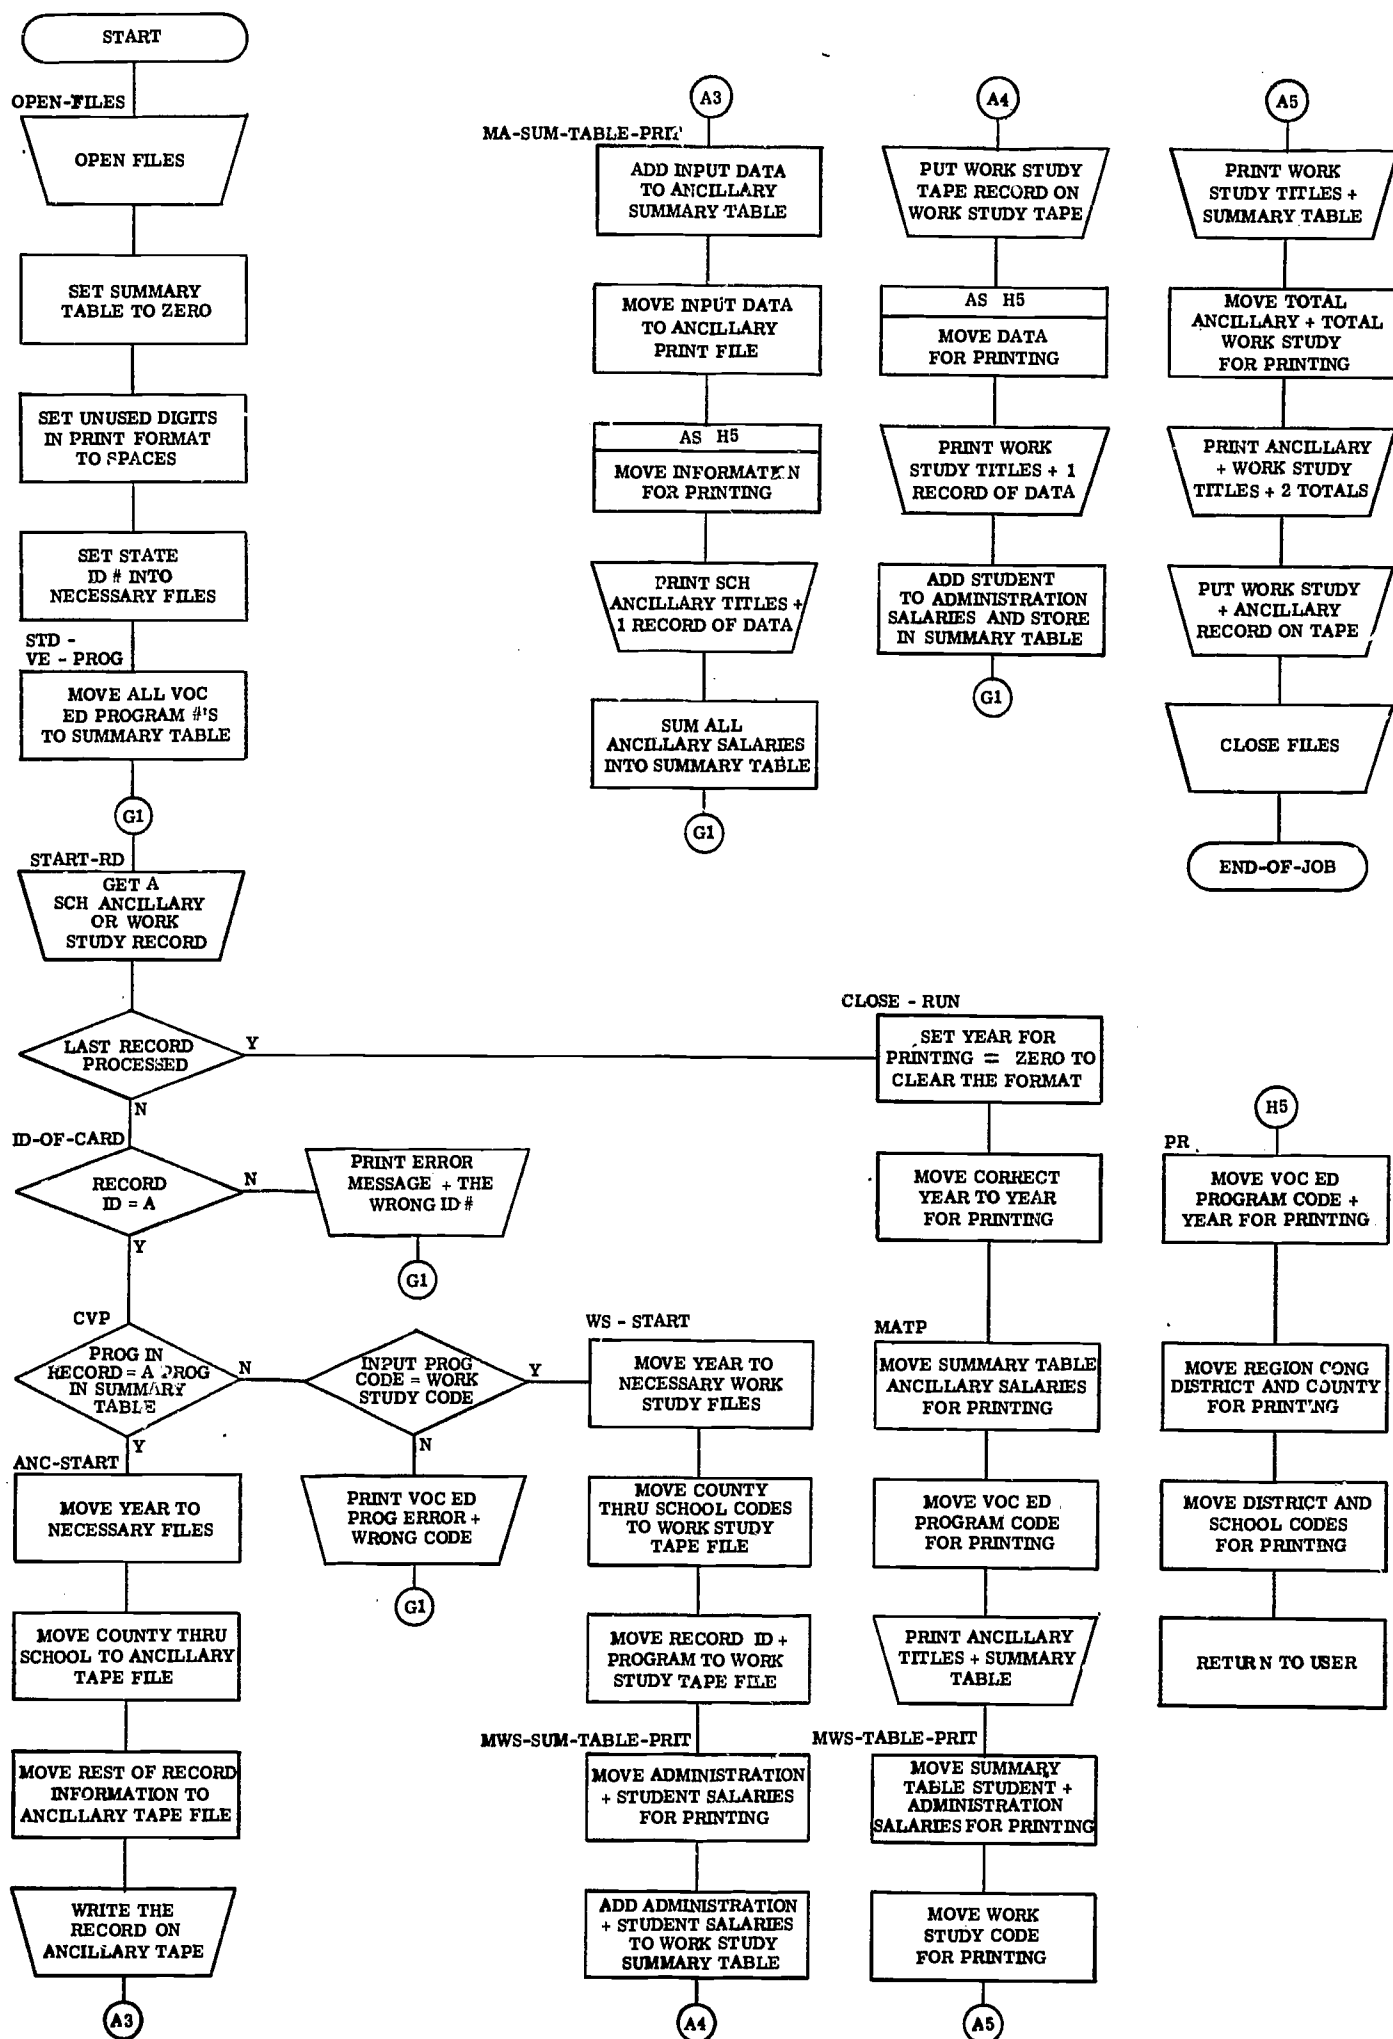 START
OPEN-FILES
OPEN FILES
SET SUMMARY
TABLE TO ZERO
SET UNUSED DIGITS
IN PRINT FORMAT
TO SPACES
SET STATE
ID # INTO
NECESSARY FILES
STD -
VE - PROG
MOVE ALL VOC
ED PROGRAM #'S
TO SUMMARY TABLE
G1
START-RD
GET A
SCH ANCILLARY
OR WORK
STUDY RECORD
LAST RECORD
PROCESSED
Y
N
ID-OF-CARD
RECORD
ID = A
N
Y
PRINT ERROR
MESSAGE + THE
WRONG ID #
G1
CVP
PROG IN
RECORD = A PROG
IN SUMMARY
TABLE
N
Y
INPUT PROG
CODE = WORK
STUDY CODE
Y
N
PRINT VOC ED
PROG ERROR +
WRONG CODE
G1
ANC-START
MOVE YEAR TO
NECESSARY FILES
MOVE COUNTY THRU
SCHOOL TO ANCILLARY
TAPE FILE
MOVE REST OF RECORD
INFORMATION TO
ANCILLARY TAPE FILE
WRITE THE
RECORD ON
ANCILLARY TAPE
A3
A3
MA-SUM-TABLE-PRIT
ADD INPUT DATA
TO ANCILLARY
SUMMARY TABLE
MOVE INPUT DATA
TO ANCILLARY
PRINT FILE
AS H5
MOVE INFORMATION
FOR PRINTING
PRINT SCH
ANCILLARY TITLES +
1 RECORD OF DATA
SUM ALL
ANCILLARY SALARIES
INTO SUMMARY TABLE
G1
WS - START
MOVE YEAR TO
NECESSARY WORK
STUDY FILES
MOVE COUNTY
THRU SCHOOL CODES
TO WORK STUDY
TAPE FILE
MOVE RECORD ID +
PROGRAM TO WORK
STUDY TAPE FILE
MWS-SUM-TABLE-PRIT
MOVE ADMINISTRATION
+ STUDENT SALARIES
FOR PRINTING
ADD ADMINISTRATION
+ STUDENT SALARIES
TO WORK STUDY
SUMMARY TABLE
A4
A4
PUT WORK STUDY
TAPE RECORD ON
WORK STUDY TAPE
AS H5
MOVE DATA
FOR PRINTING
PRINT WORK
STUDY TITLES + 1
RECORD OF DATA
ADD STUDENT
TO ADMINISTRATION
SALARIES AND STORE
IN SUMMARY TABLE
G1
CLOSE - RUN
SET YEAR FOR
PRINTING = ZERO TO
CLEAR THE FORMAT
MOVE CORRECT
YEAR TO YEAR
FOR PRINTING
MATP
MOVE SUMMARY TABLE
ANCILLARY SALARIES
FOR PRINTING
MOVE VOC ED
PROGRAM CODE
FOR PRINTING
PRINT ANCILLARY
TITLES + SUMMARY
TABLE
MWS-TABLE-PRIT
MOVE SUMMARY
TABLE STUDENT +
ADMINISTRATION
SALARIES FOR PRINTING
MOVE WORK
STUDY CODE
FOR PRINTING
A5
A5
PRINT WORK
STUDY TITLES +
SUMMARY TABLE
MOVE TOTAL
ANCILLARY + TOTAL
WORK STUDY
FOR PRINTING
PRINT ANCILLARY
+ WORK STUDY
TITLES + 2 TOTALS
PUT WORK STUDY
+ ANCILLARY
RECORD ON TAPE
CLOSE FILES
END-OF-JOB
H5
PR
MOVE VOC ED
PROGRAM CODE +
YEAR FOR PRINTING
MOVE REGION CONG
DISTRICT AND COUNTY
FOR PRINTING
MOVE DISTRICT AND
SCHOOL CODES
FOR PRINTING
RETURN TO USER